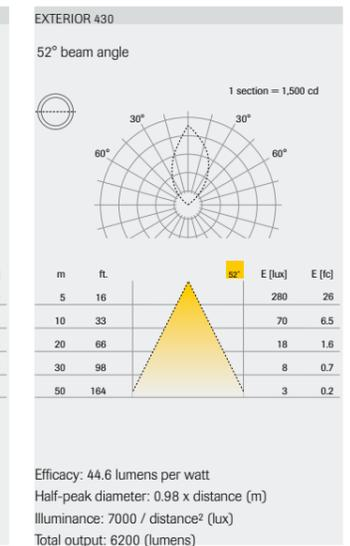 EXTERIOR 430
52° beam angle
1 section = 1,500 cd
30° 30°
60° 60°
m ft. 52° E [lux] E [fc]
5 16 280 26
10 33 70 6.5
20 66 18 1.6
30 98 8 0.7
50 164 3 0.2
Efficacy: 44.6 lumens per watt
Half-peak diameter: 0.98 x distance (m)
Illuminance: 7000 / distance² (lux)
Total output: 6200 (lumens)